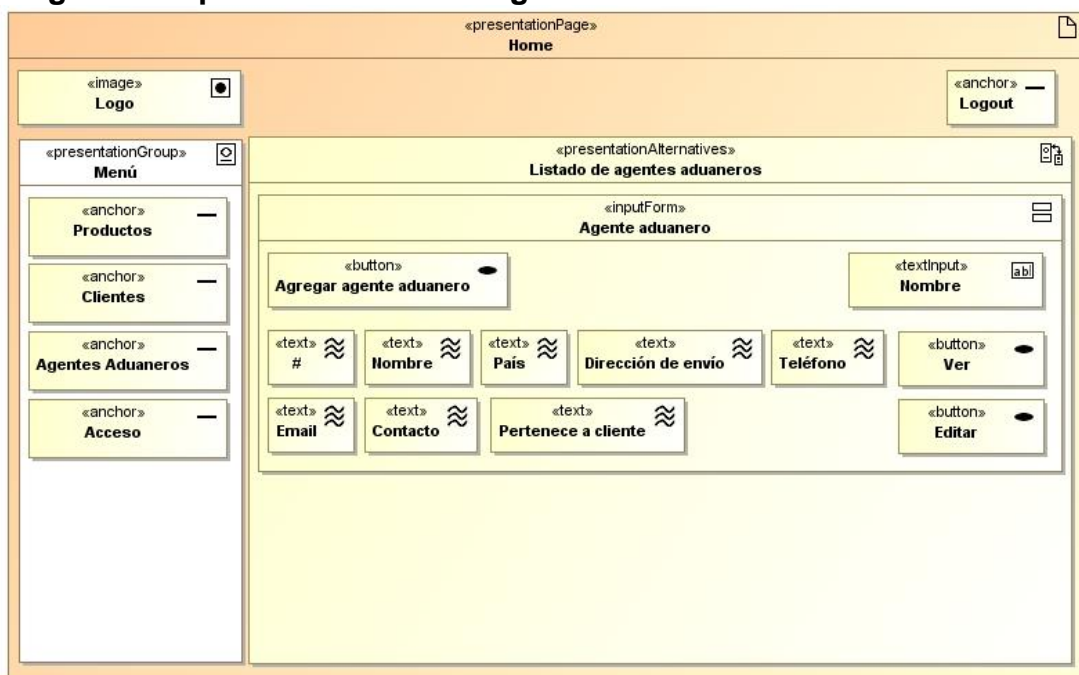 «presentationPage»
Home
«image»
Logo
«anchor»
Logout
«presentationGroup»
Menú
«anchor»
Productos
«anchor»
Clientes
«anchor»
Agentes Aduaneros
«anchor»
Acceso
«presentationAlternatives»
Listado de agentes aduaneros
«inputForm»
Agente aduanero
«button»
Agregar agente aduanero
«textInput»
ab
Nombre
«text»
#
«text»
Nombre
«text»
País
«text»
Dirección de envío
«text»
Teléfono
«button»
Ver
«text»
Email
«text»
Contacto
«text»
Pertenece a cliente
«button»
Editar